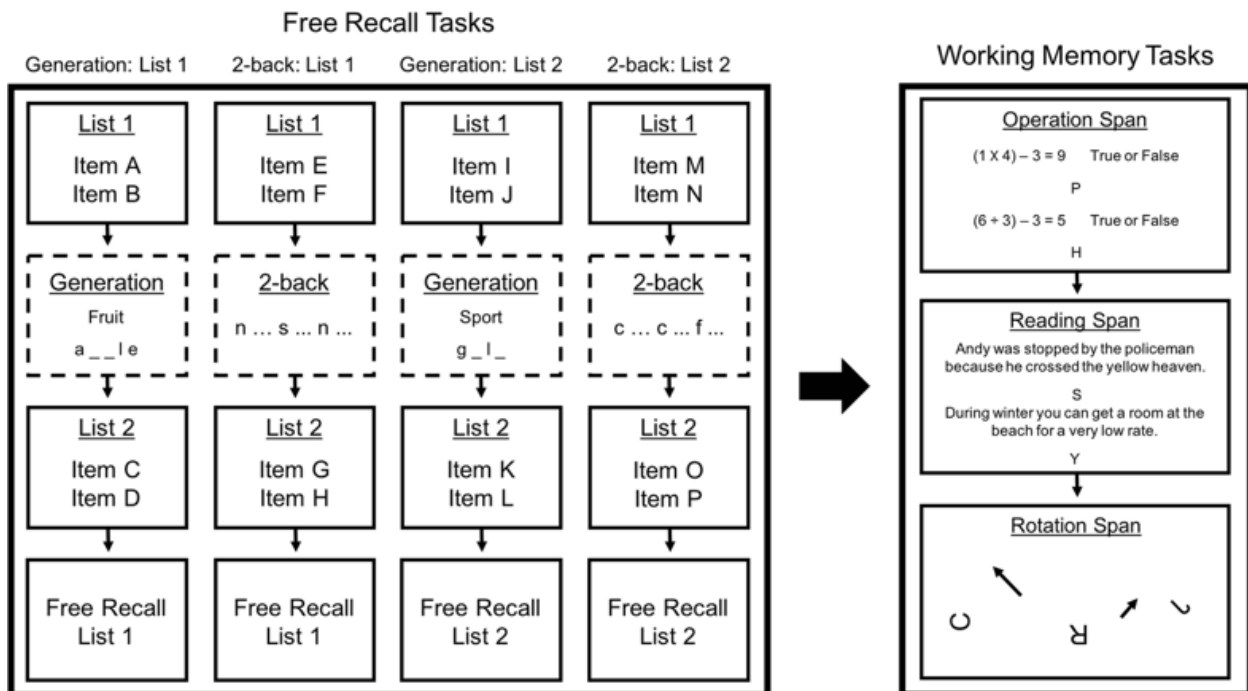 Free Recall Tasks
Generation: List 1
2-back: List 1
Generation: List 2
2-back: List 2
List 1
Item A
Item B
Generation
Fruit
a _ _ l e
List 2
Item C
Item D
Free Recall
List 1
List 1
Item E
Item F
2-back
n ... s ... n ...
List 2
Item G
Item H
Free Recall
List 1
List 1
Item I
Item J
Generation
Sport
g _ l _
List 2
Item K
Item L
Free Recall
List 2
List 1
Item M
Item N
2-back
c ... c ... f ...
List 2
Item O
Item P
Free Recall
List 2
Working Memory Tasks
Operation Span
(1 X 4) – 3 = 9 True or False
P
(6 ÷ 3) – 3 = 5 True or False
H
Reading Span
Andy was stopped by the policeman
because he crossed the yellow heaven.
S
During winter you can get a room at the
beach for a very low rate.
Y
Rotation Span
C
R